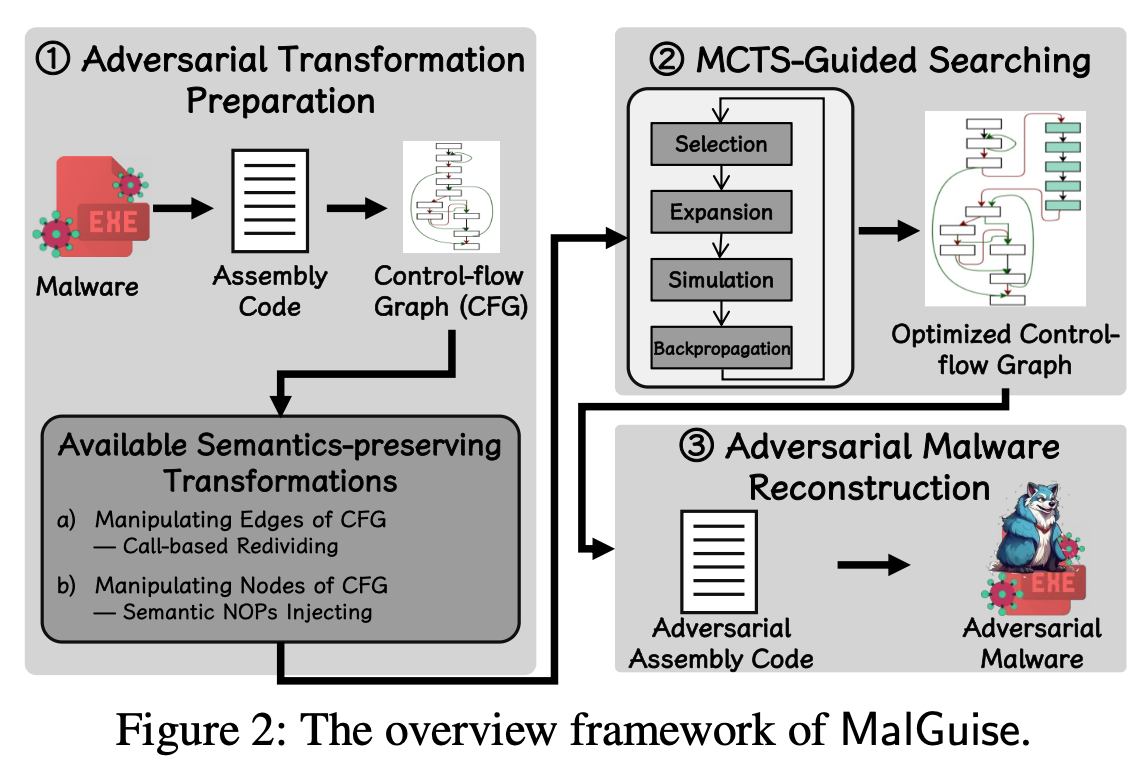 ① Adversarial Transformation
Preparation
EXE
Malware
Assembly
Code
Control-flow
Graph (CFG)
Available Semantics-preserving
Transformations
a) Manipulating Edges of CFG
— Call-based Redividing
b) Manipulating Nodes of CFG
— Semantic NOPs Injecting
② MCTS-Guided Searching
Selection
Expansion
Simulation
Backpropagation
Optimized Control-
flow Graph
③ Adversarial Malware
Reconstruction
Adversarial
Assembly Code
EXE
Adversarial
Malware
Figure 2: The overview framework of MalGuise.